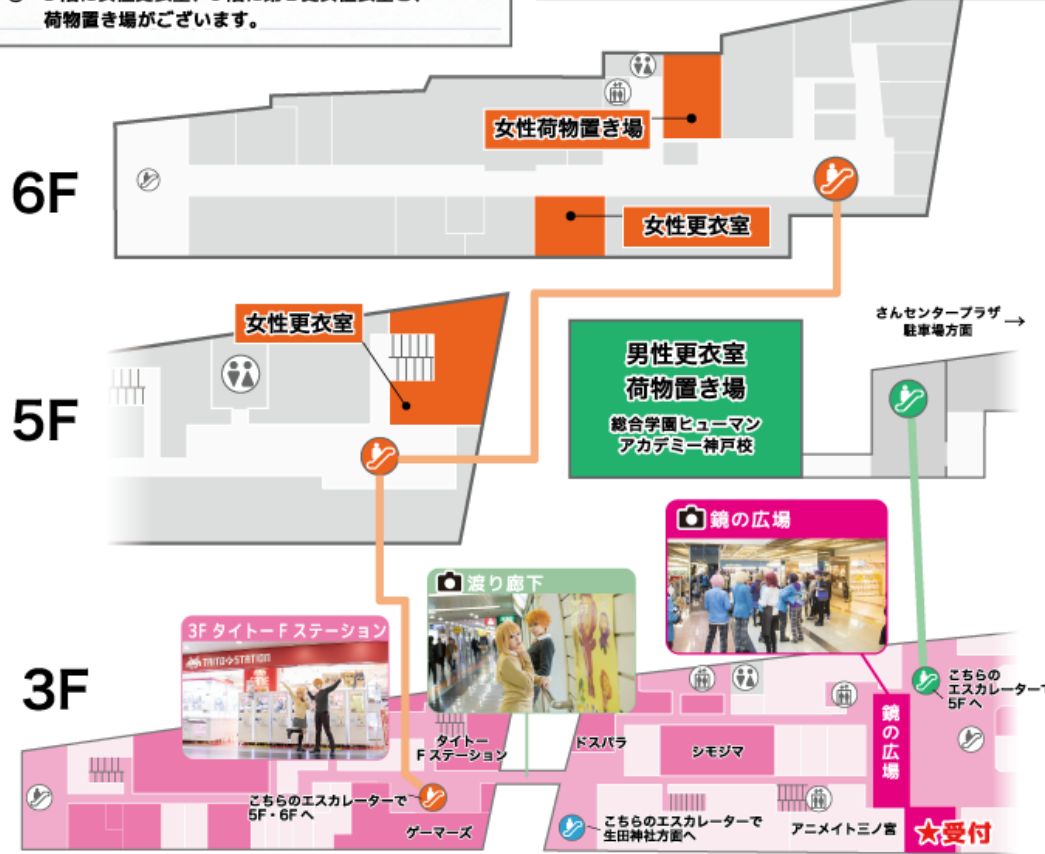 荷物置き場がございます。
6F
女性荷物置き場
女性更衣室
5F
女性更衣室
男性更衣室
荷物置き場
総合学園ヒューマン
アカデミー神戸校
さんセンタープラザ
駐車場方面 →
3F
3F タイトー F ステーション
TAITO STATION
渡り廊下
鏡の広場
タイトー
F ステーション
ドスパラ
シモジマ
鏡の広場
こちらの
エスカレーターで
5F へ
こちらのエスカレーターで
5F・6F へ
ゲーマーズ
こちらのエスカレーターで
生田神社方面へ
アニメイト三ノ宮
★受付